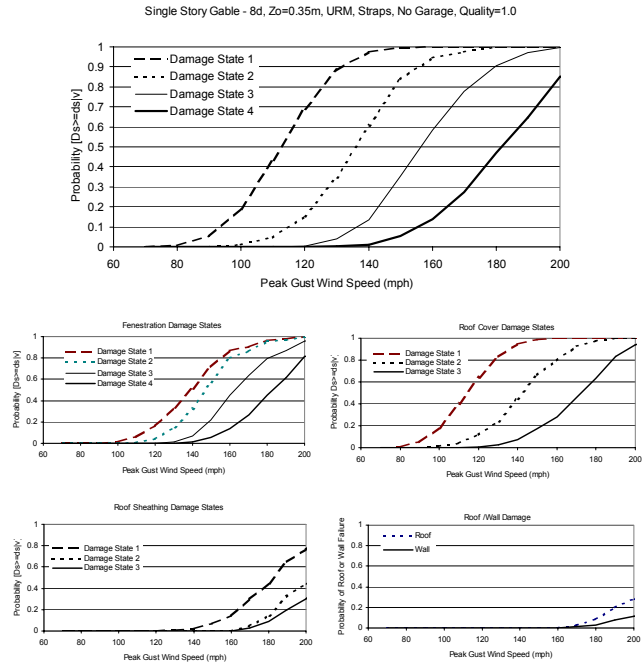 Single Story Gable - 8d, Zo=0.35m, URM, Straps, No Garage, Quality=1.0
Probability [Ds>=ds|v]
1
0.9
0.8
0.7
0.6
0.5
0.4
0.3
0.2
0.1
0
Damage State 1
Damage State 2
Damage State 3
Damage State 4
60 80 100 120 140 160 180 200
Peak Gust Wind Speed (mph)
Fenestration Damage States
Probability [Ds>=ds|v]
1
0.8
0.6
0.4
0.2
0
Damage State 1
Damage State 2
Damage State 3
Damage State 4
60 80 100 120 140 160 180 200
Peak Gust Wind Speed (mph)
Roof Cover Damage States
Probability Ds>=ds|v.
1
0.8
0.6
0.4
0.2
0
Damage State 1
Damage State 2
Damage State 3
60 80 100 120 140 160 180 200
Peak Gust Wind Speed (mph)
Roof Sheathing Damage States
Probability [Ds>=ds|v.
1
0.8
0.6
0.4
0.2
0
Damage State 1
Damage State 2
Damage State 3
60 80 100 120 140 160 180 200
Peak Gust Wind Speed (mph)
Roof /Wall Damage
Probability of Roof or Wall Failure
1
0.8
0.6
0.4
0.2
0
Roof
Wall
60 80 100 120 140 160 180 200
Peak Gust Wind Speed (mph)